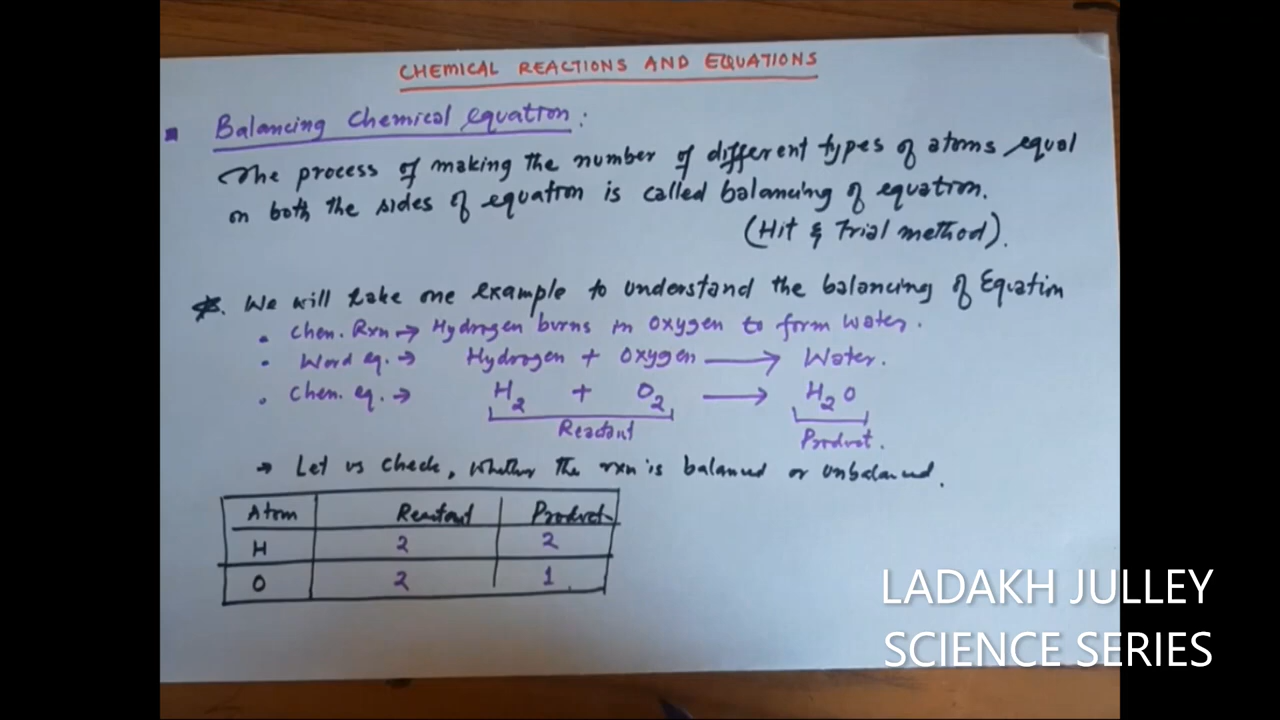 CHEMICAL REACTIONS AND EQUATIONS
Balancing Chemical equation:
The process of making the number of different types of atoms equal
on both the sides of equation is called balancing of equation.
(Hit & Trial method).
We will take one example to understand the balancing of Equation
Chem. Rxn → Hydrogen burns in Oxygen to form Water.
Word eq. → Hydrogen + Oxygen ⟶ Water.
Chem. eq. → H₂ + O₂ ⟶ H₂O
Reactant Product.
→ Let us check, whether the rxn is balanced or unbalanced.
Atom Reactant Product
H 2 2
O 2 1
LADAKH JULLEY
SCIENCE SERIES